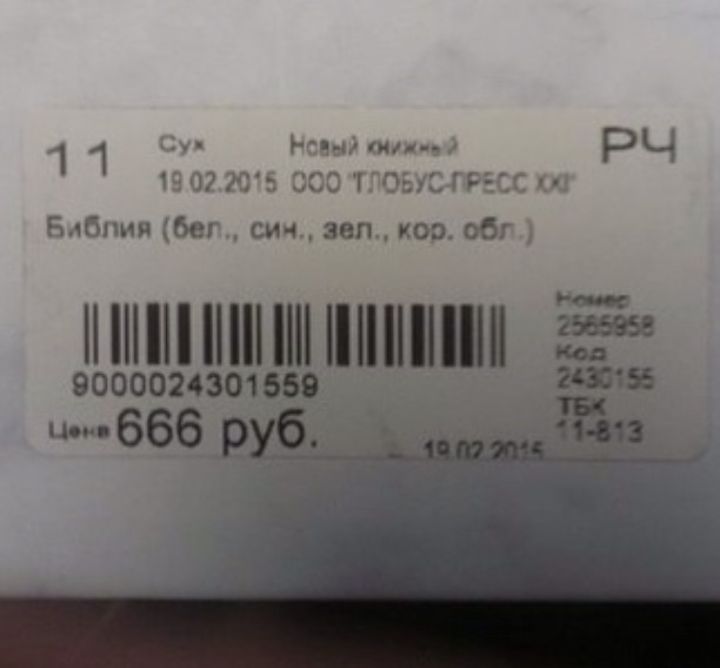 11 Сух Новый книжный РЧ
19.02.2015 ООО "ГЛОБУС-ПРЕСС XXI"
Библия (бел., син., зел., кор. обл.)
Номер
2565958
Код
2430155
ТБК
11-813
9000024301559
Цена 666 руб.
19.02.2015